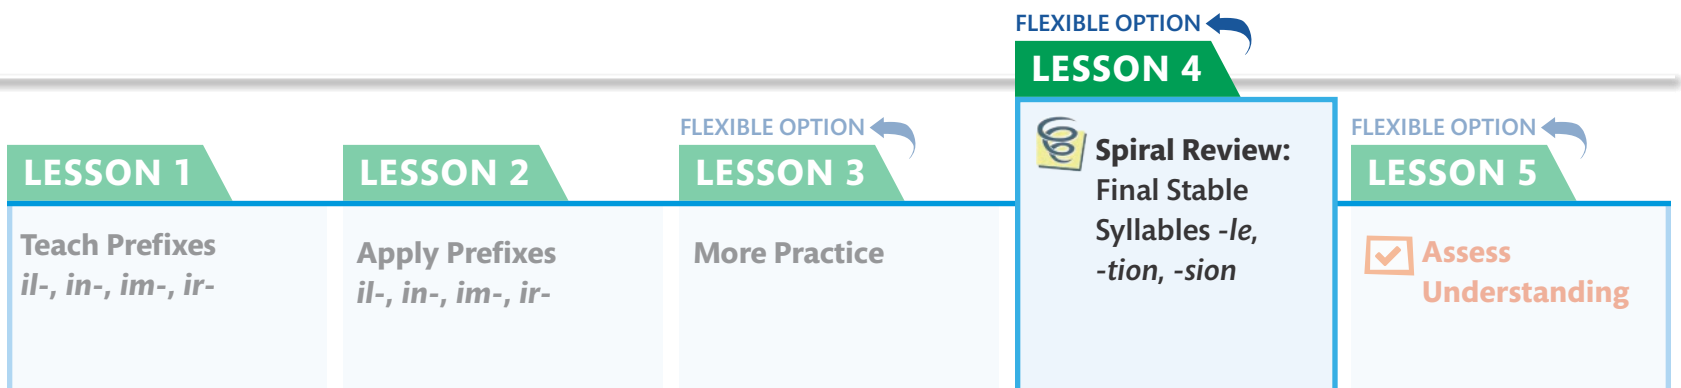 FLEXIBLE OPTION
LESSON 4
Spiral Review:
Final Stable
Syllables -le,
-tion, -sion
LESSON 1
Teach Prefixes
il-, in-, im-, ir-
LESSON 2
Apply Prefixes
il-, in-, im-, ir-
FLEXIBLE OPTION
LESSON 3
More Practice
FLEXIBLE OPTION
LESSON 5
Assess
Understanding